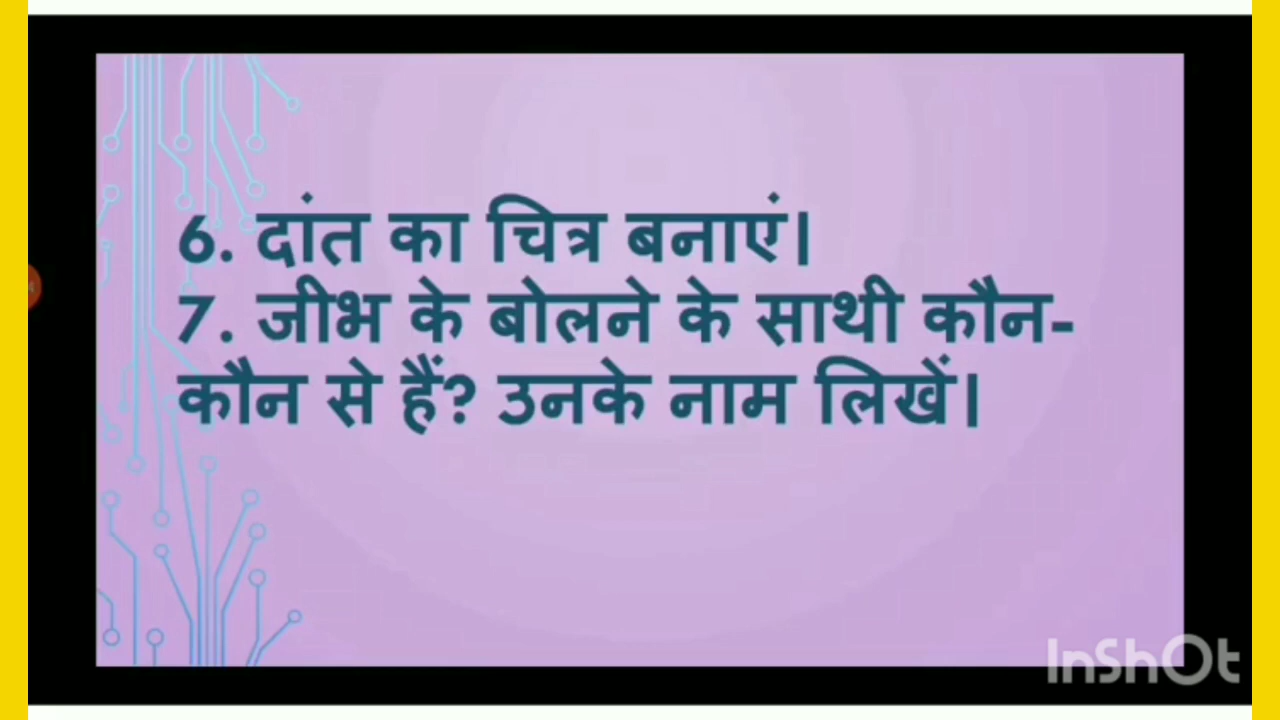 6. दांत का चित्र बनाएं।
7. जीभ के बोलने के साथी कौन-
कौन से हैं? उनके नाम लिखें।
InShOt